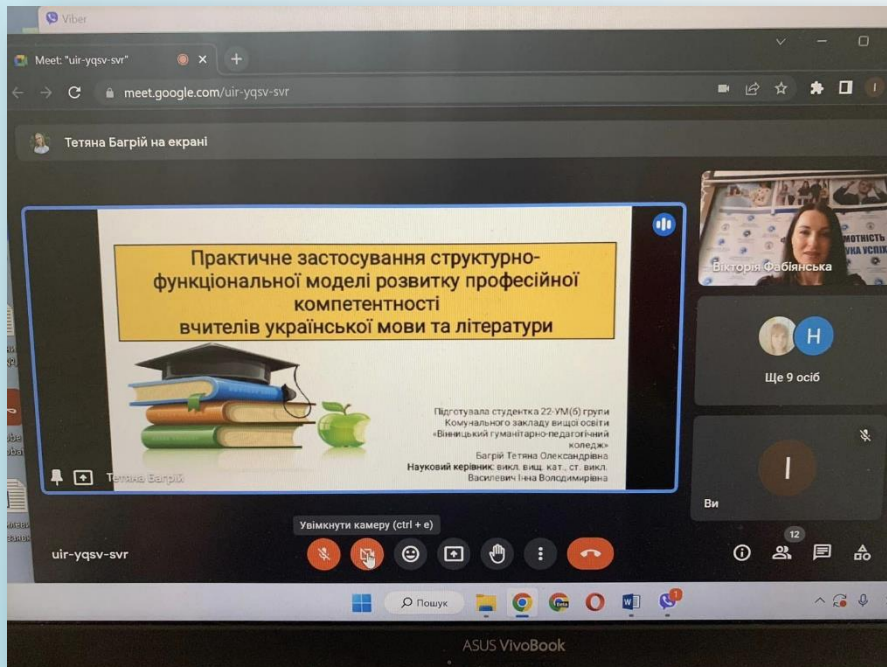 Viber
Meet: "uir-yqsv-svr"
meet.google.com/uir-yqsv-svr
I
Тетяна Багрій на екрані
Практичне застосування структурно-
функціональної моделі розвитку професійної
компетентності
вчителів української мови та літератури
Підготувала студентка 22-УМ(б) групи
Комунального закладу вищої освіти
«Вінницький гуманітарно-педагогічний
коледж»
Багрій Тетяна Олександрівна
Науковий керівник: викл. вищ. кат., ст. викл.
Василевич Інна Володимирівна
Тетяна Багрій
Вікторія Фабіянська
Н
Ще 9 осіб
І
Ви
Увімкнути камеру (ctrl + e)
uir-yqsv-svr
12
Пошук
Beta
1
ASUS VivoBook